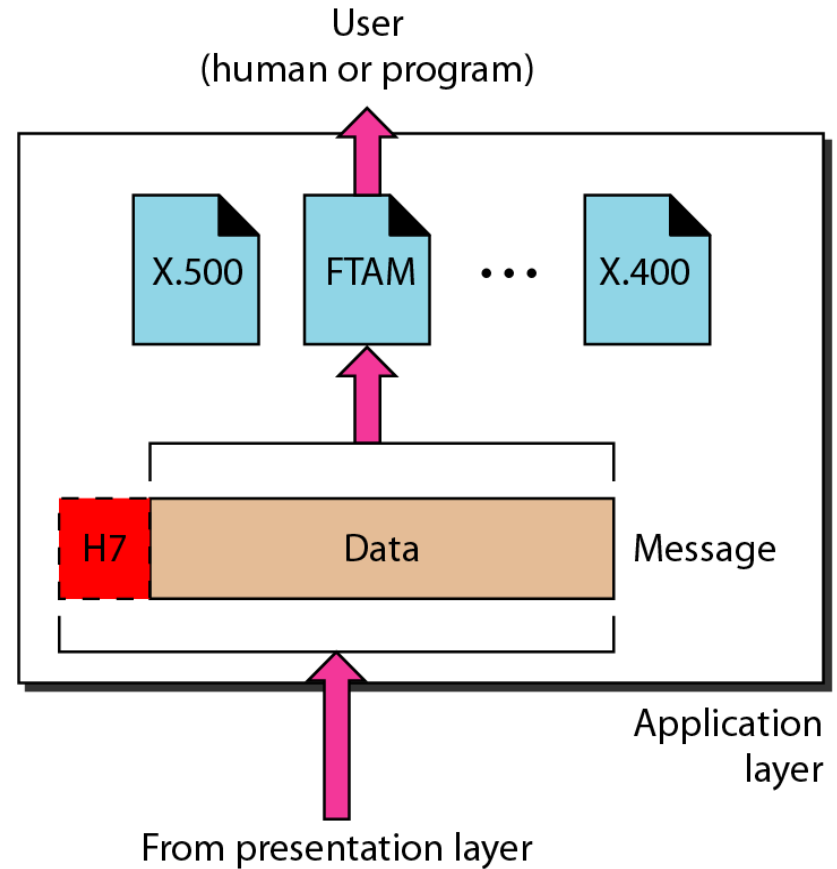 User
(human or program)
X.500
FTAM
...
X.400
H7
Data
Message
Application
layer
From presentation layer